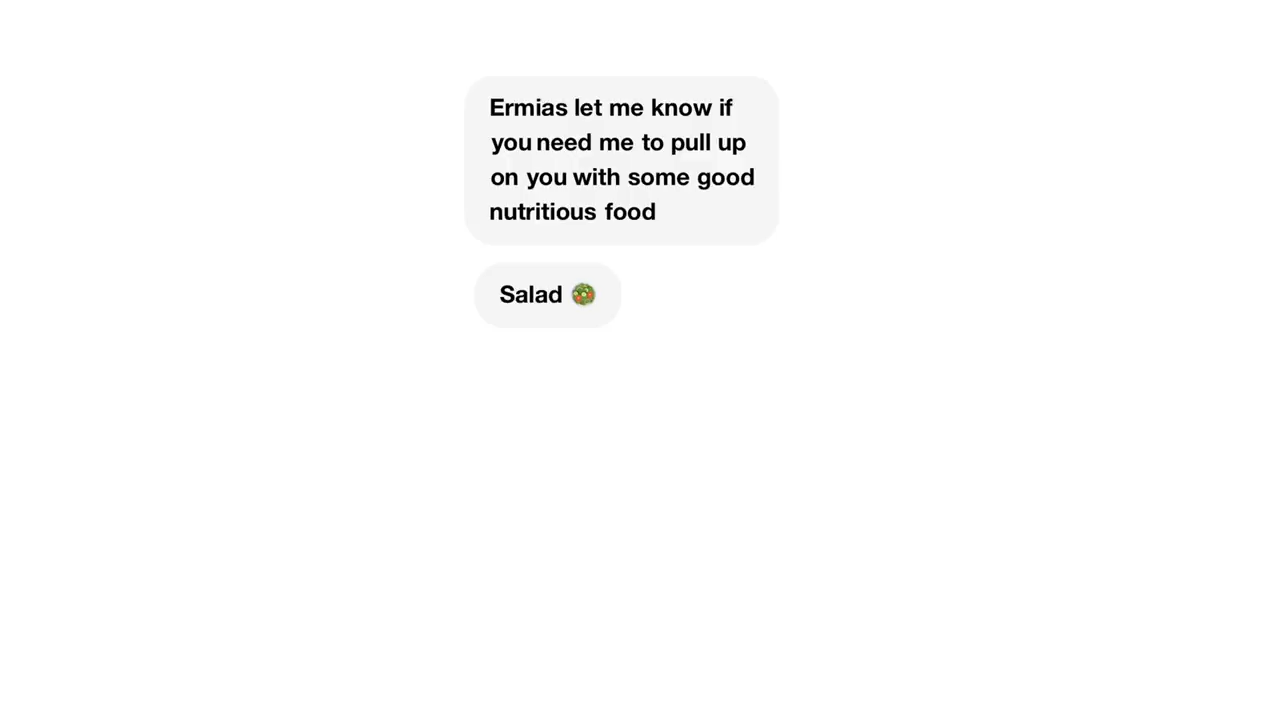 Ermias let me know if
you need me to pull up
on you with some good
nutritious food
Salad 🥗